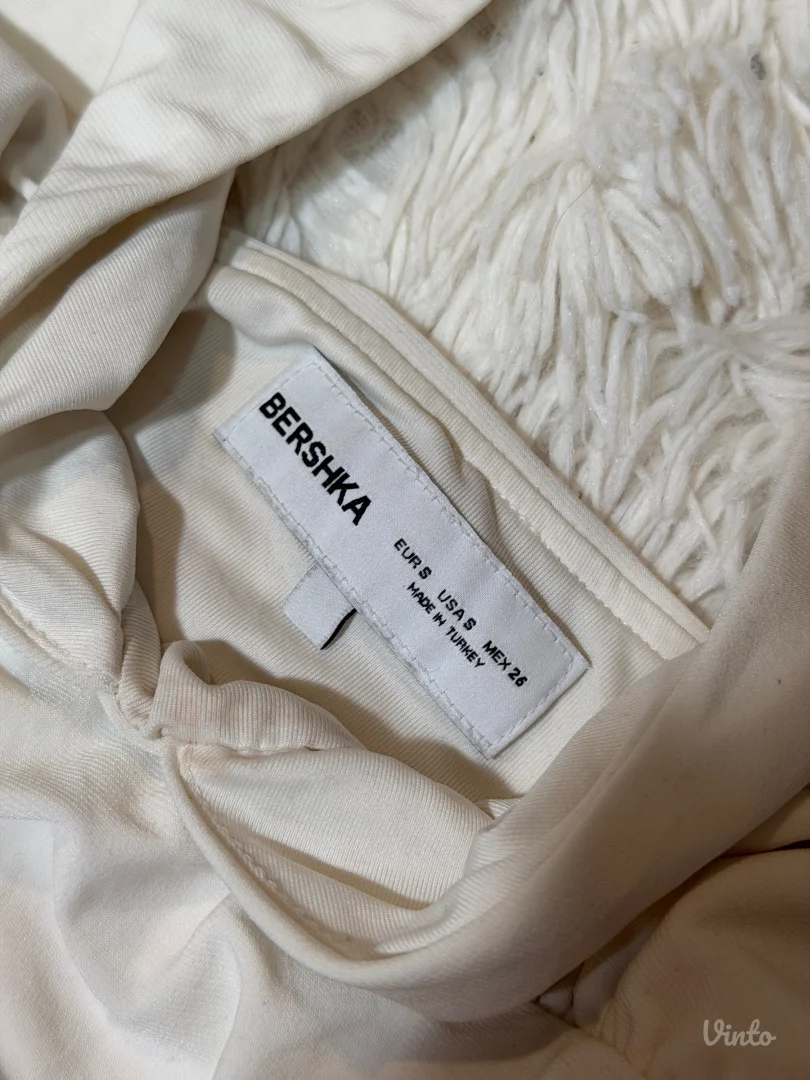 BERSHKA
EUR S USA S MEX 26
MADE IN TURKEY
Vinto